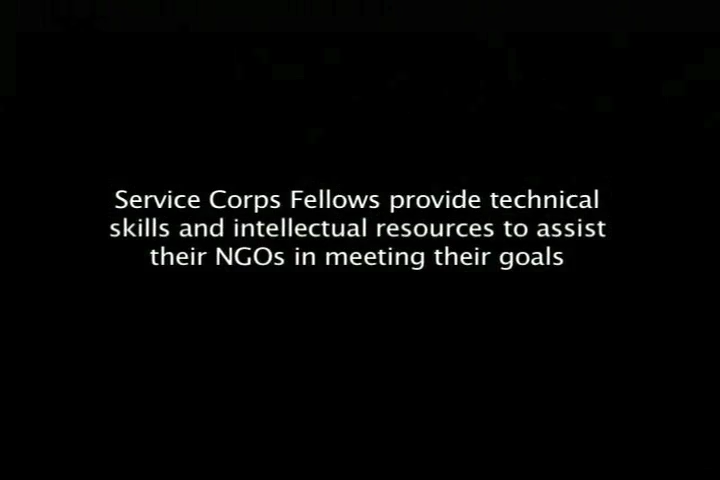 Service Corps Fellows provide technical
skills and intellectual resources to assist
their NGOs in meeting their goals